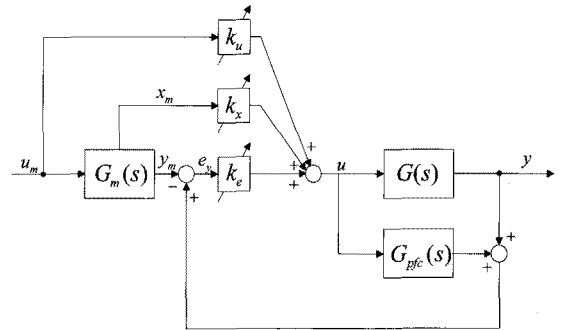 k_u
x_m
k_x
+
u_m
G_m(s)
y_m
−
e_y
+
k_e
+
+
u
G(s)
y
G_pfc(s)
+
+